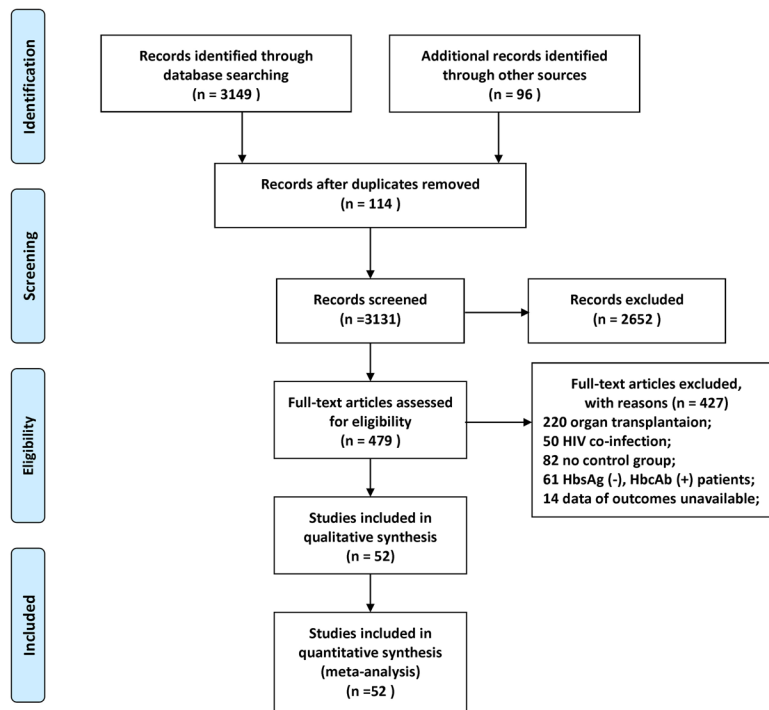 Identification
Records identified through
database searching
(n = 3149 )
Additional records identified
through other sources
(n = 96 )
Records after duplicates removed
(n = 114 )
Screening
Records screened
(n =3131)
Records excluded
(n = 2652 )
Eligibility
Full-text articles assessed
for eligibility
(n = 479 )
Full-text articles excluded,
with reasons (n = 427)
220 organ transplantaion;
50 HIV co-infection;
82 no control group;
61 HbsAg (-), HbcAb (+) patients;
14 data of outcomes unavailable;
Studies included in
qualitative synthesis
(n = 52)
Included
Studies included in
quantitative synthesis
(meta-analysis)
(n =52 )